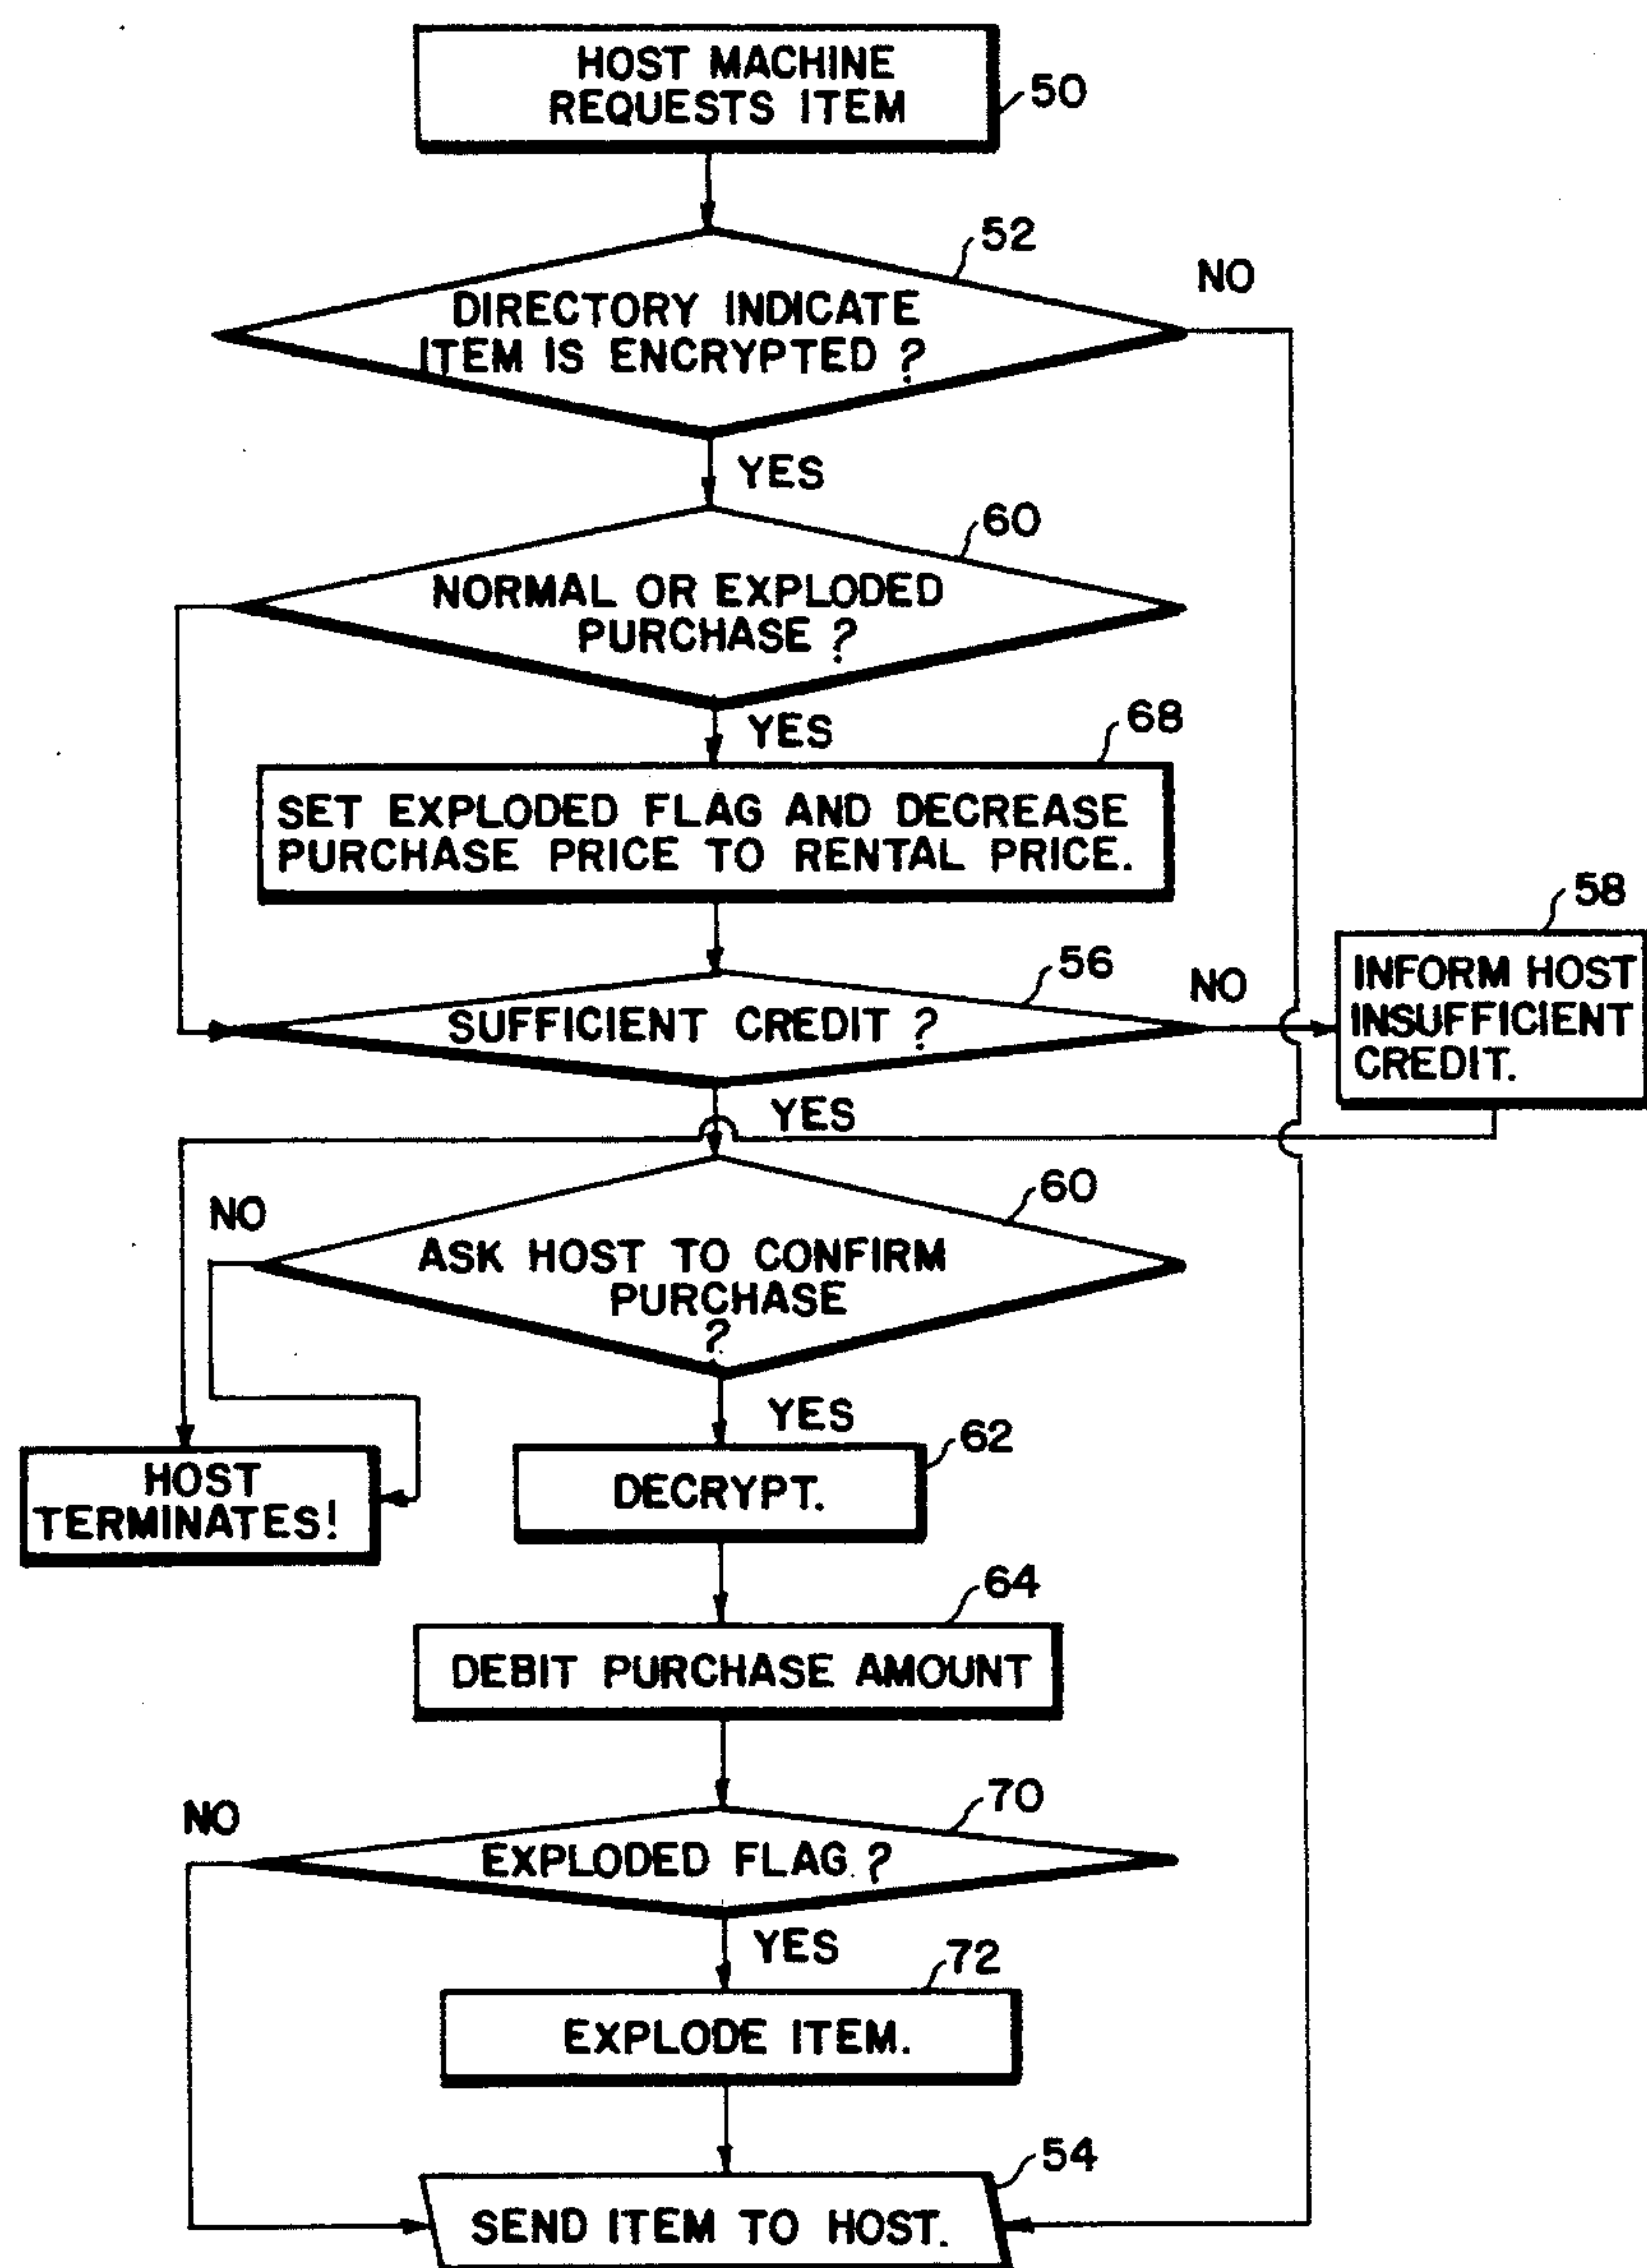 HOST MACHINE
REQUESTS ITEM
50
52
NO
DIRECTORY INDICATE
ITEM IS ENCRYPTED ?
YES
60
NORMAL OR EXPLODED
PURCHASE ?
YES
68
SET EXPLODED FLAG AND DECREASE
PURCHASE PRICE TO RENTAL PRICE.
58
56
NO
INFORM HOST
INSUFFICIENT
CREDIT.
SUFFICIENT CREDIT ?
YES
60
NO
ASK HOST TO CONFIRM
PURCHASE
?
YES
62
HOST
TERMINATES!
DECRYPT.
64
DEBIT PURCHASE AMOUNT
70
NO
EXPLODED FLAG. ?
YES
72
EXPLODE ITEM.
54
SEND ITEM TO HOST.